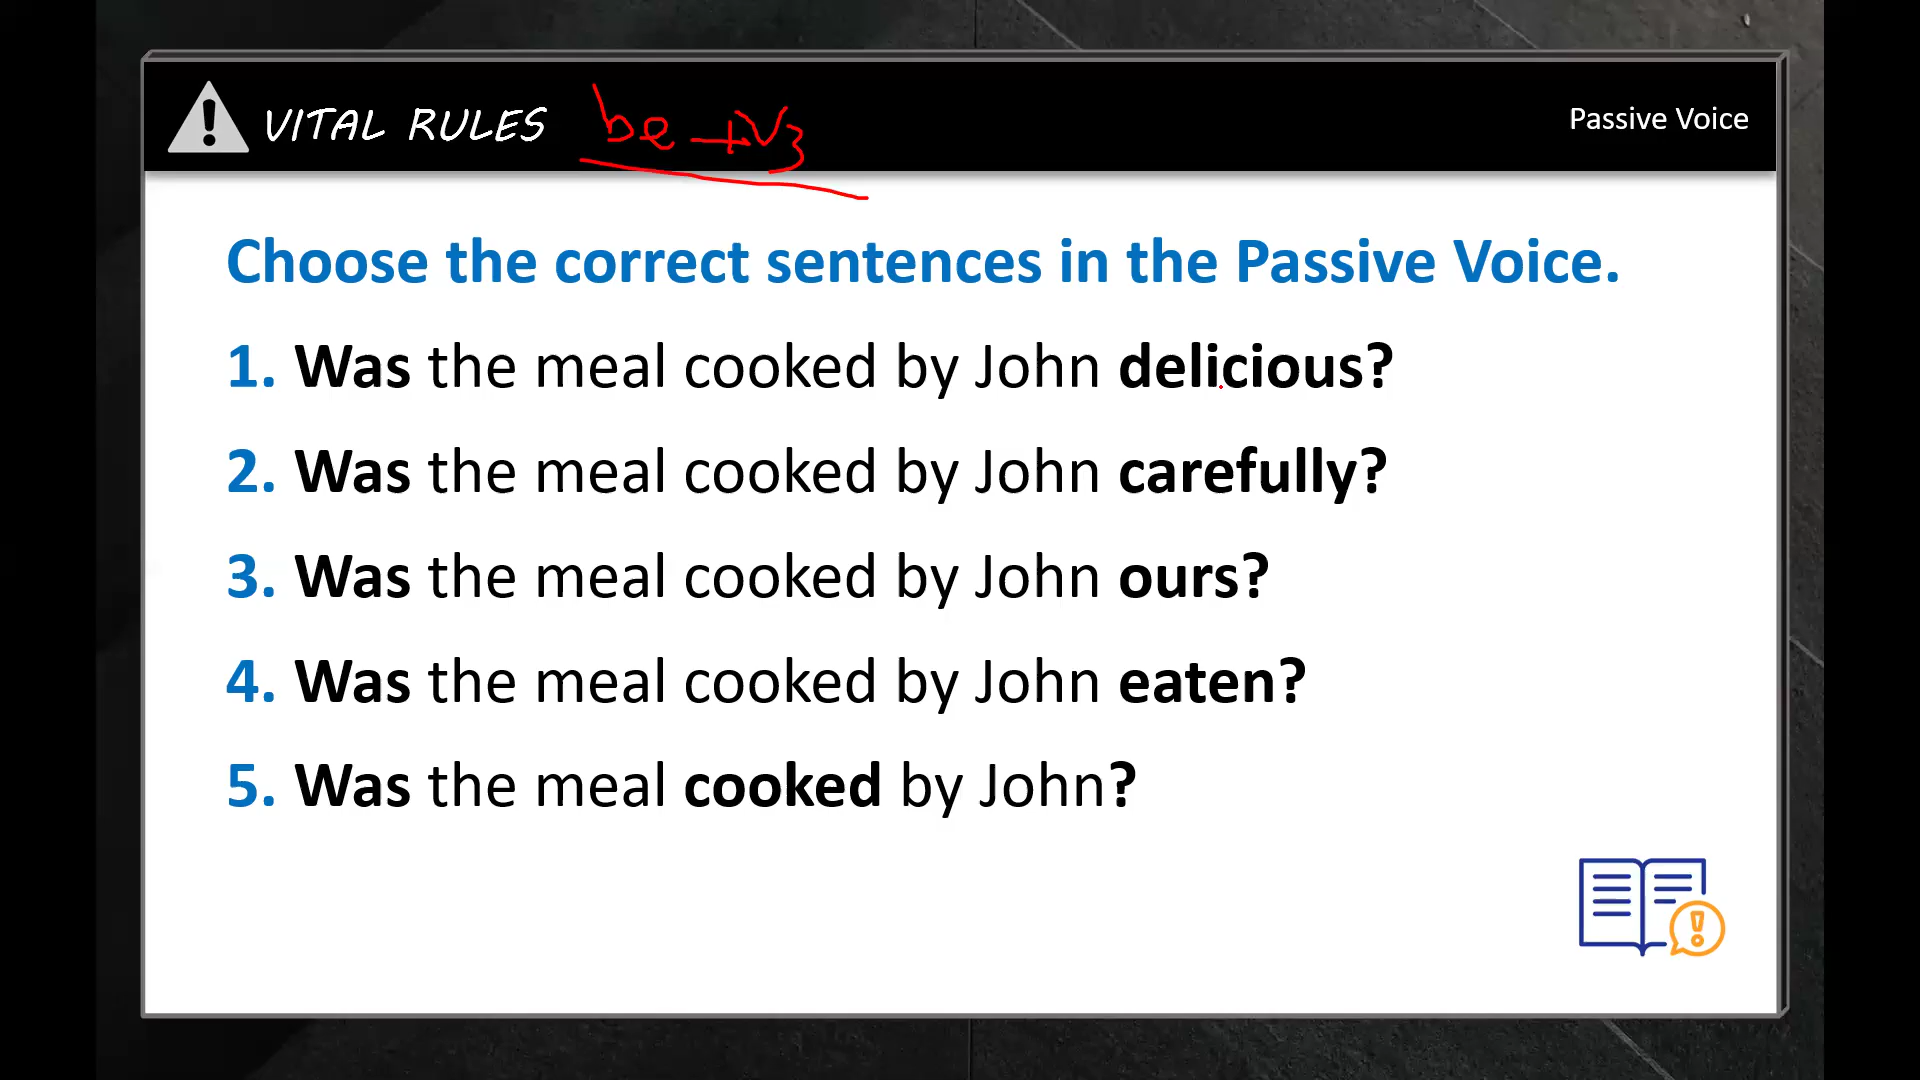 VITAL RULES be +V3
Passive Voice
Choose the correct sentences in the Passive Voice.
1. Was the meal cooked by John delicious?
2. Was the meal cooked by John carefully?
3. Was the meal cooked by John ours?
4. Was the meal cooked by John eaten?
5. Was the meal cooked by John?